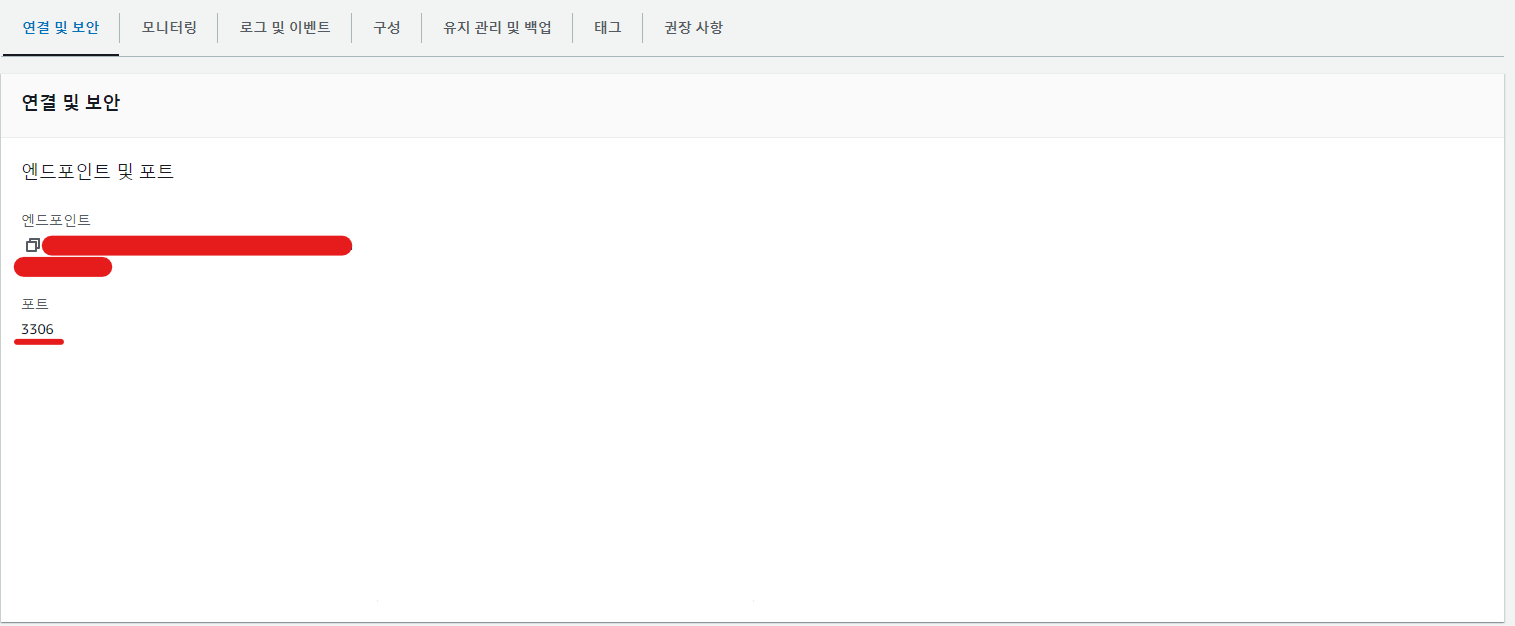 연결 및 보안 모니터링 로그 및 이벤트 구성 유지 관리 및 백업 태그 권장 사항
연결 및 보안
엔드포인트 및 포트
엔드포인트
포트
3306